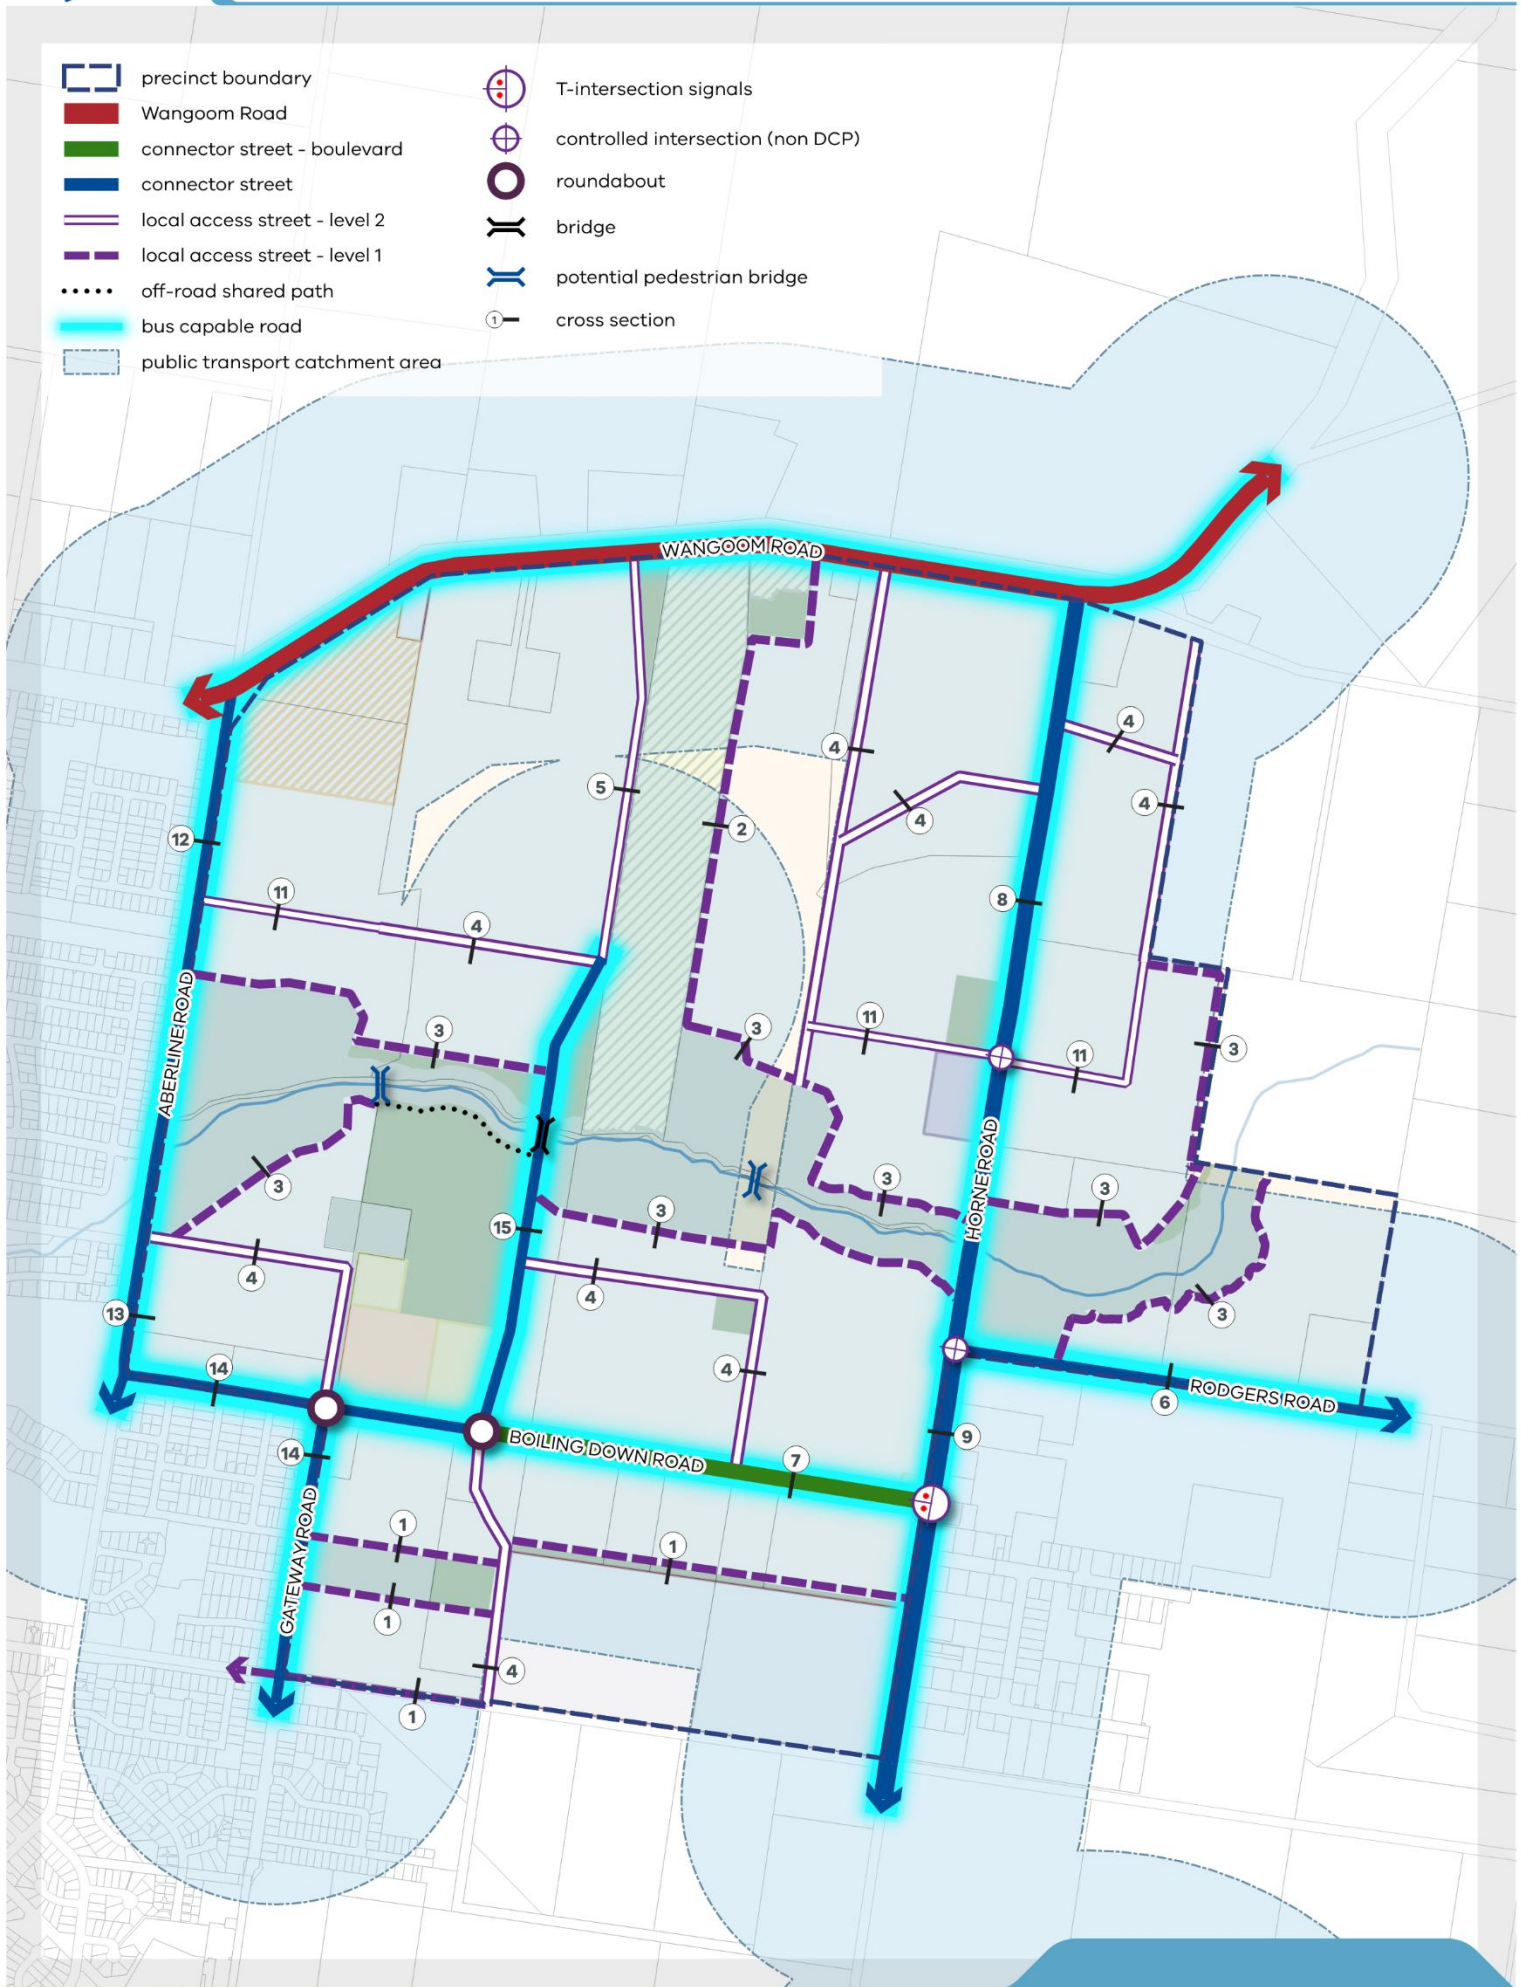 precinct boundary
Wangoom Road
connector street - boulevard
connector street
local access street - level 2
local access street - level 1
off-road shared path
bus capable road
public transport catchment area
T-intersection signals
controlled intersection (non DCP)
roundabout
bridge
potential pedestrian bridge
1
cross section
WANGOOM ROAD
4
4
5
4
4
2
12
11
8
4
11
3
3
11
3
ABERLINE ROAD
3
3
3
3
HORNE ROAD
15
4
4
13
3
14
4
6
RODGERS ROAD
BOILING DOWN ROAD
9
7
14
GATEWAY ROAD
1
1
1
4
1